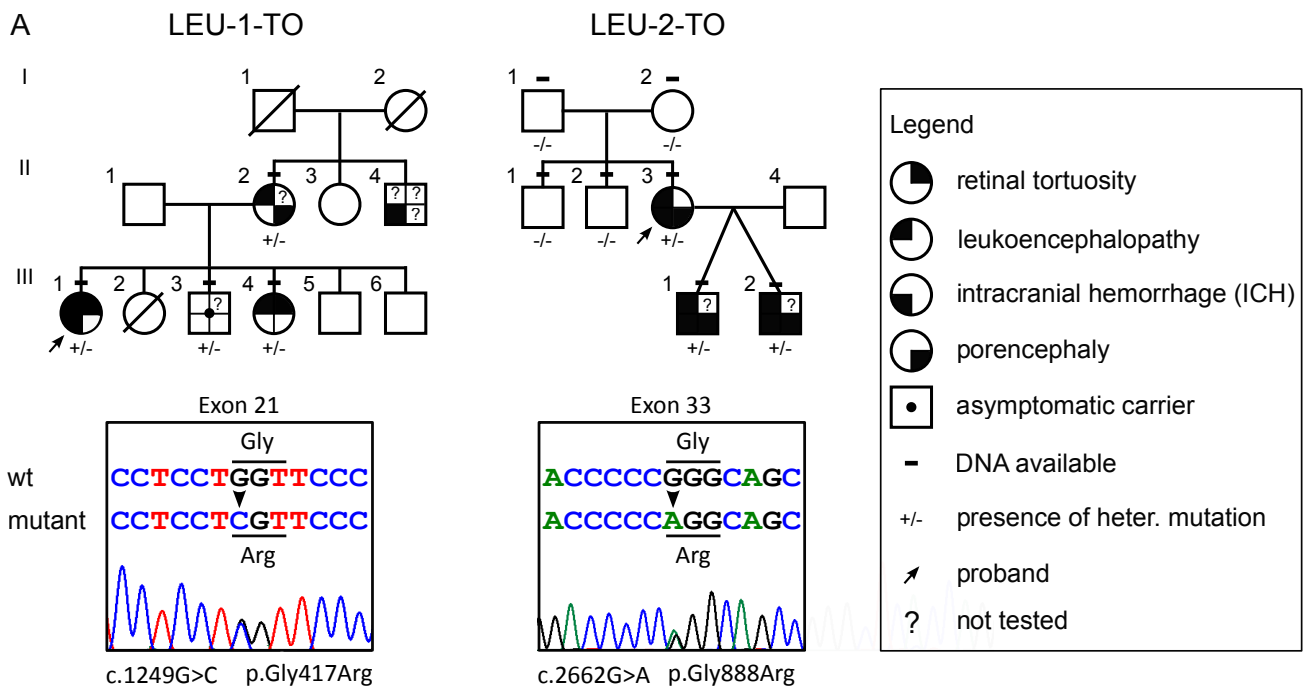 A
LEU-1-TO
LEU-2-TO
I
1
2
1
2
-/-
-/-
II
1
2
3
4
?
?
?
?
+/-
1
2
3
4
-/-
-/-
+/-
III
1
2
3
4
5
6
?
+/-
+/-
+/-
1
2
?
?
+/-
+/-
Legend
retinal tortuosity
leukoencephalopathy
intracranial hemorrhage (ICH)
porencephaly
asymptomatic carrier
DNA available
+/- presence of heter. mutation
proband
? not tested
Exon 21
Gly
wt CCTCCTGGTTCCC
mutant CCTCCTCGTTCCC
Arg
c.1249G>C p.Gly417Arg
Exon 33
Gly
ACCCCCGGGCAGC
ACCCCCAGGCAGC
Arg
c.2662G>A p.Gly888Arg